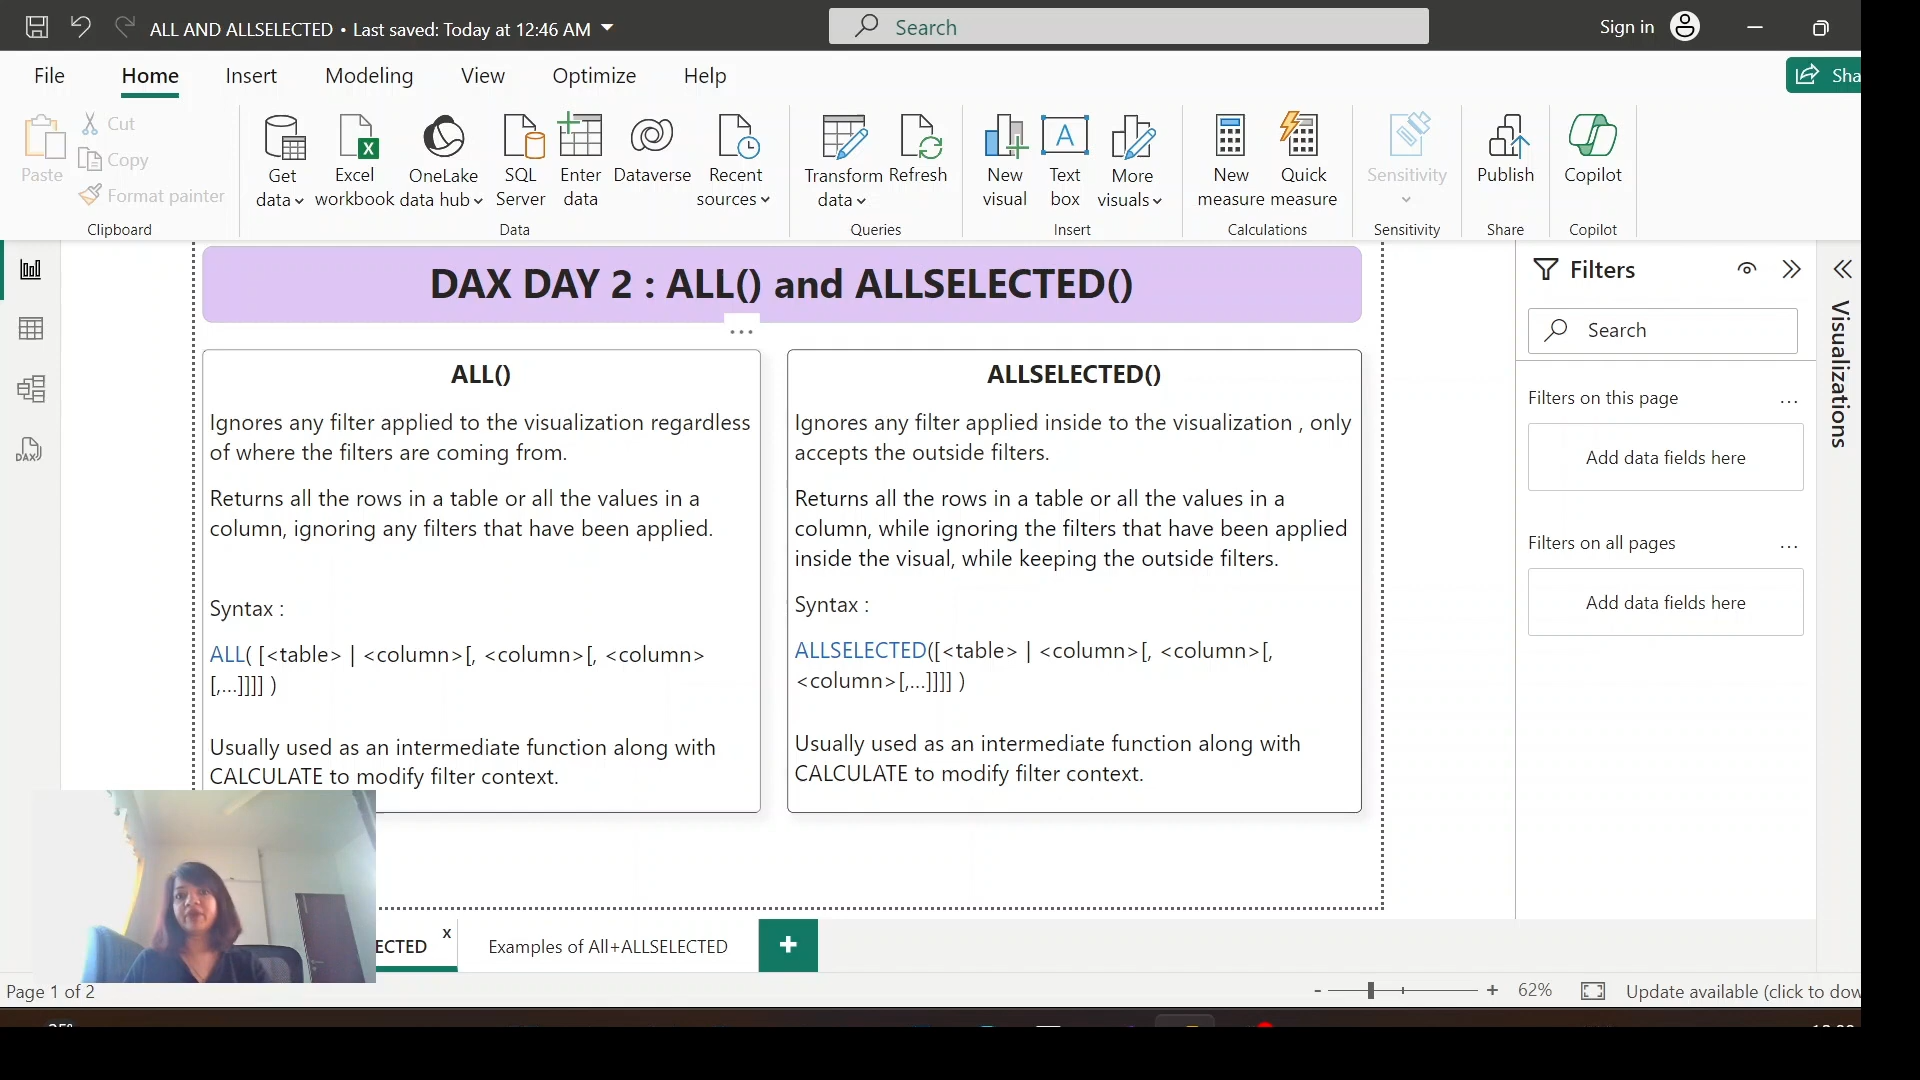 ALL AND ALLSELECTED • Last saved: Today at 12:46 AM
Search
Sign in
File
Home
Insert
Modeling
View
Optimize
Help
Sha
Paste
Cut
Copy
Format painter
Clipboard
Get data
Excel workbook
OneLake data hub
SQL Server
Enter data
Dataverse
Recent sources
Data
Transform data
Refresh
Queries
New visual
Text box
More visuals
Insert
New measure
Quick measure
Calculations
Sensitivity
Sensitivity
Publish
Share
Copilot
Copilot
DAX DAY 2 : ALL() and ALLSELECTED()
ALL()
Ignores any filter applied to the visualization regardless
of where the filters are coming from.
Returns all the rows in a table or all the values in a
column, ignoring any filters that have been applied.
Syntax :
ALL( [<table> | <column>[, <column>[, <column>
[,...]]]] )
Usually used as an intermediate function along with
CALCULATE to modify filter context.
ALLSELECTED()
Ignores any filter applied inside to the visualization , only
accepts the outside filters.
Returns all the rows in a table or all the values in a
column, while ignoring the filters that have been applied
inside the visual, while keeping the outside filters.
Syntax :
ALLSELECTED([<table> | <column>[, <column>[,
<column>[,...]]]] )
Usually used as an intermediate function along with
CALCULATE to modify filter context.
Filters
Search
Filters on this page
Add data fields here
Filters on all pages
Add data fields here
Visualizations
DAX
ECTED
x
Examples of All+ALLSELECTED
+
Page 1 of 2
- + 62%
Update available (click to dow